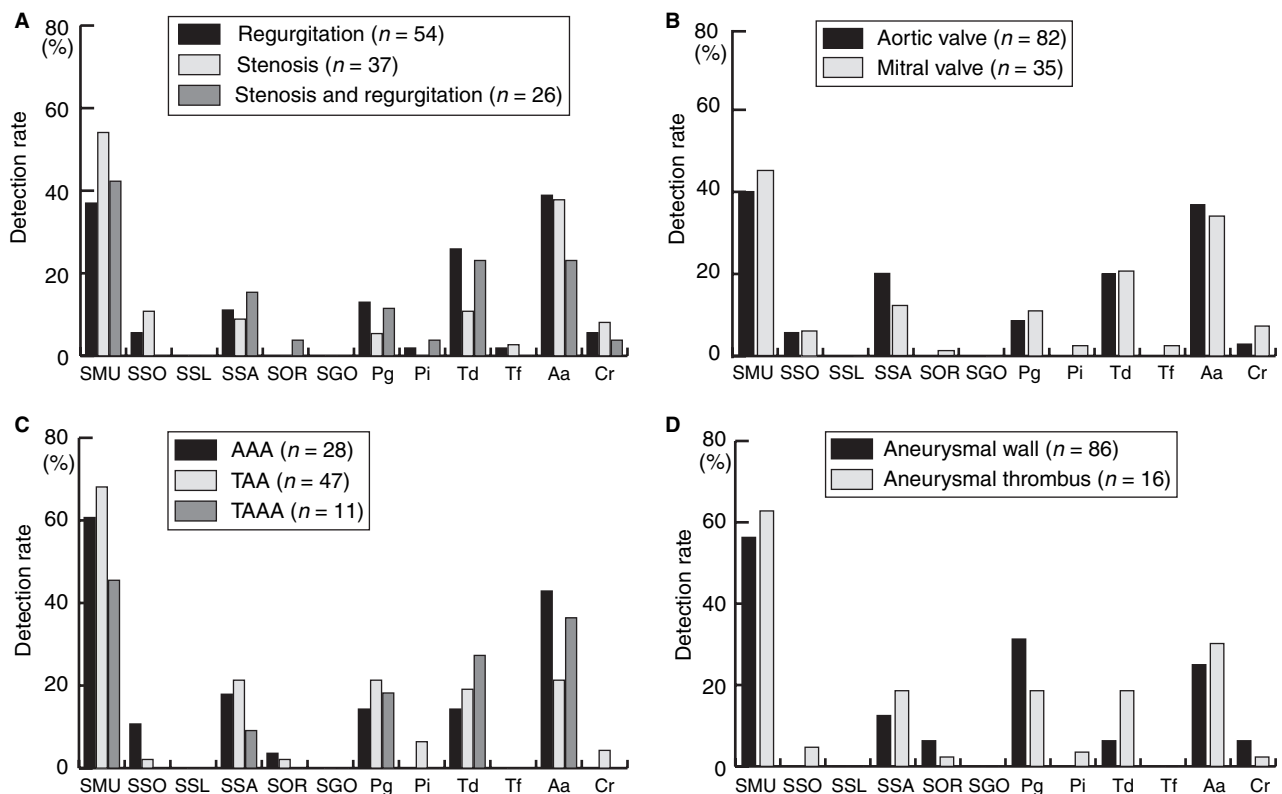 A
80
(%)
60
40
20
0
Detection rate
Regurgitation (n = 54)
Stenosis (n = 37)
Stenosis and regurgitation (n = 26)
SMU SSO SSL SSA SOR SGO Pg Pi Td Tf Aa Cr
B
80
(%)
60
40
20
0
Detection rate
Aortic valve (n = 82)
Mitral valve (n = 35)
SMU SSO SSL SSA SOR SGO Pg Pi Td Tf Aa Cr
C
80
(%)
60
40
20
0
Detection rate
AAA (n = 28)
TAA (n = 47)
TAAA (n = 11)
SMU SSO SSL SSA SOR SGO Pg Pi Td Tf Aa Cr
D
80
(%)
60
40
20
0
Detection rate
Aneurysmal wall (n = 86)
Aneurysmal thrombus (n = 16)
SMU SSO SSL SSA SOR SGO Pg Pi Td Tf Aa Cr